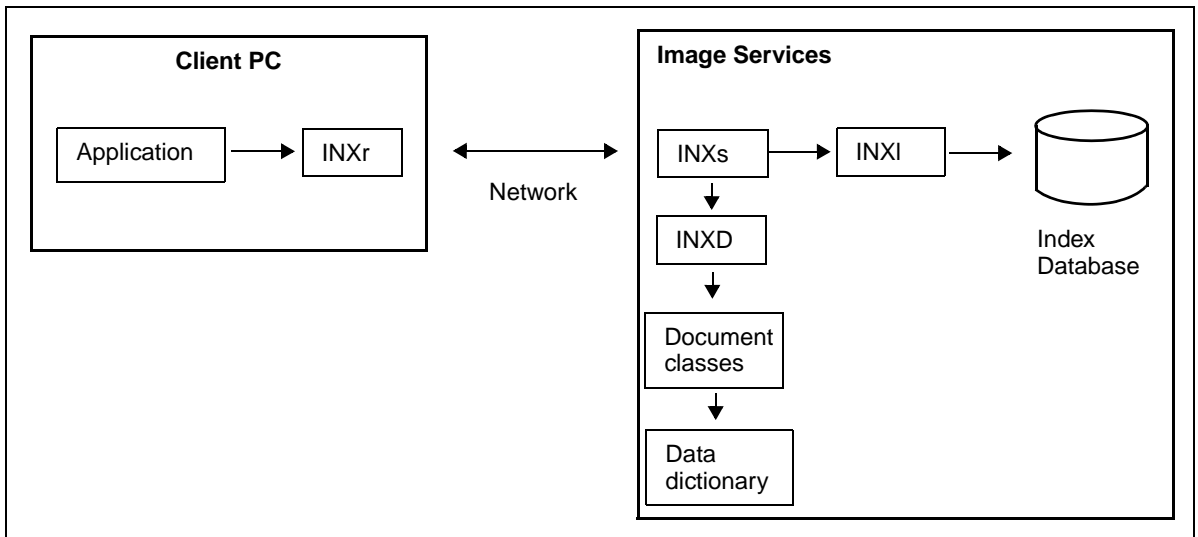 Client PC
Application
INXr
Network
Image Services
INXs
INXl
INXD
Document
classes
Data
dictionary
Index
Database